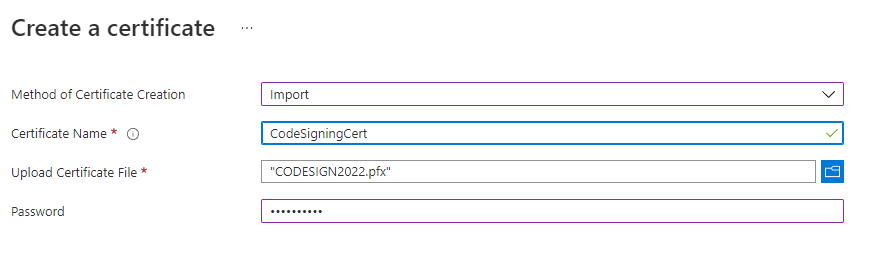 Create a certificate ...
Method of Certificate Creation Import
Certificate Name * CodeSigningCert
Upload Certificate File * "CODESIGN2022.pfx"
Password ••••••••••